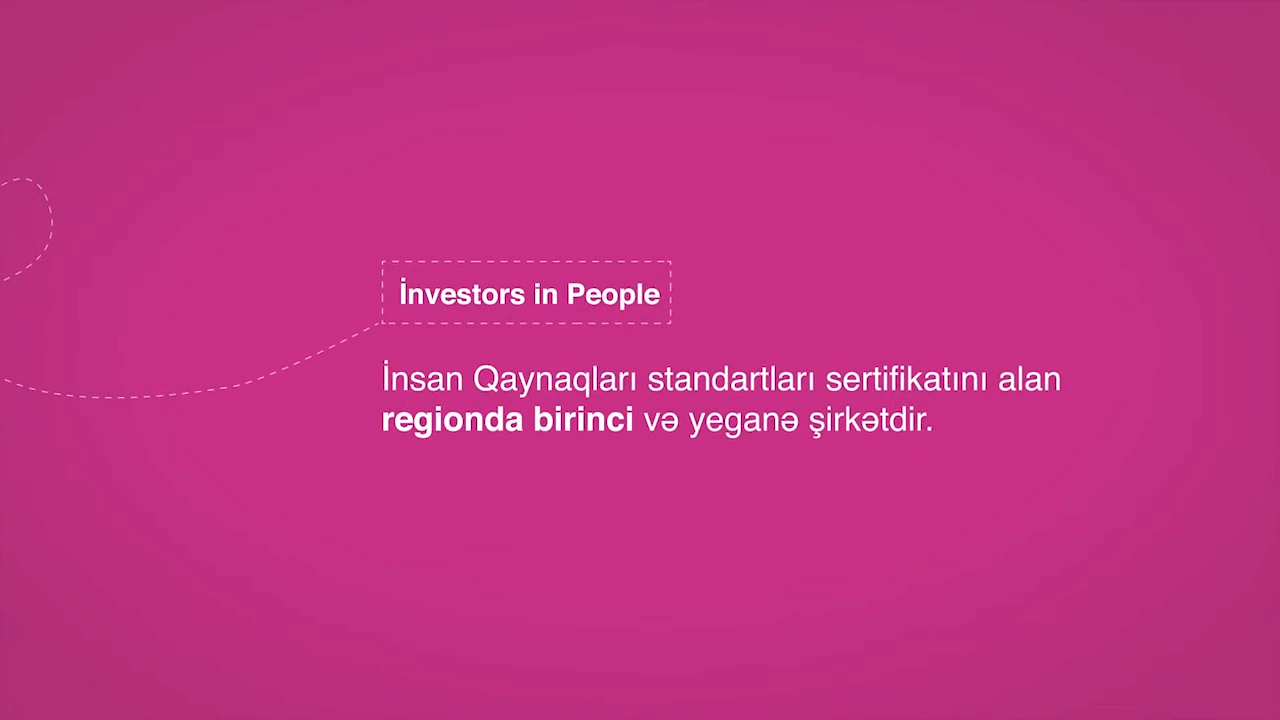 İnvestors in People
İnsan Qaynaqları standartları sertifikatını alan
regionda birinci və yeganə şirkətdir.